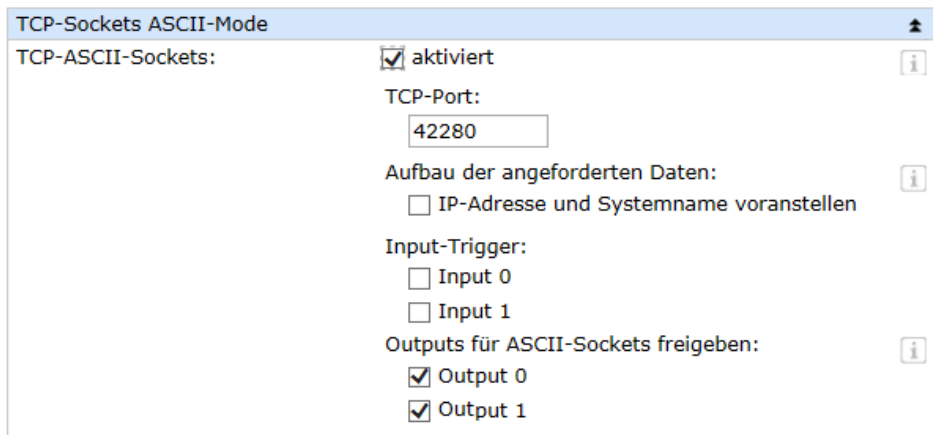 TCP-Sockets ASCII-Mode
TCP-ASCII-Sockets: aktiviert
TCP-Port:
42280
Aufbau der angeforderten Daten:
IP-Adresse und Systemname voranstellen
Input-Trigger:
Input 0
Input 1
Outputs für ASCII-Sockets freigeben:
Output 0
Output 1